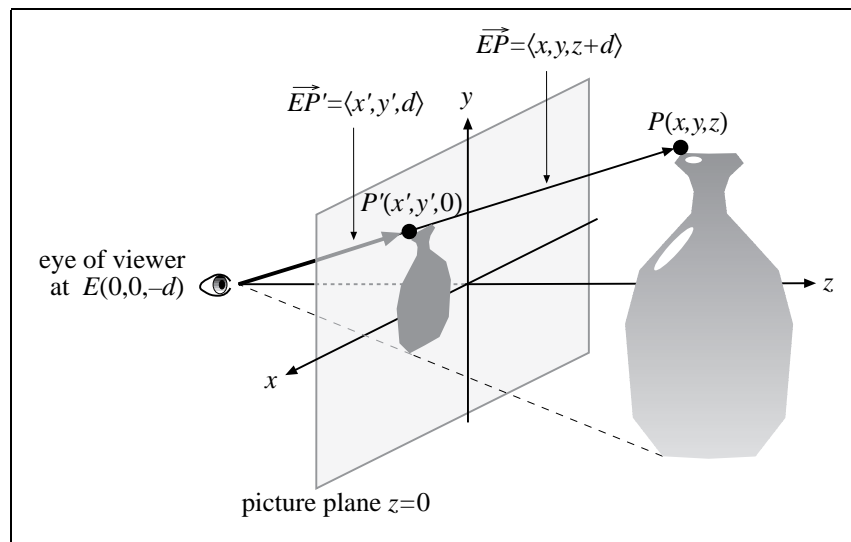 EP=⟨x,y,z+d⟩
EP'=⟨x',y',d⟩
y
P(x,y,z)
P'(x',y',0)
eye of viewer
at E(0,0,–d)
z
x
picture plane z=0